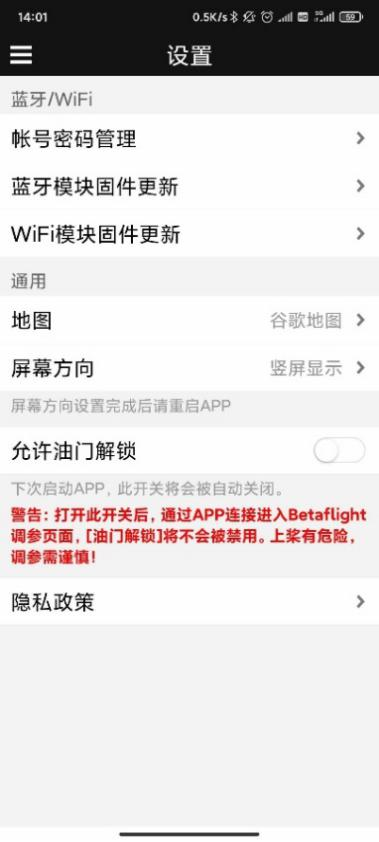 14:01
0.5K/s
HD
5G
59
设置
蓝牙/WiFi
帐号密码管理
蓝牙模块固件更新
WiFi模块固件更新
通用
地图
谷歌地图
屏幕方向
竖屏显示
屏幕方向设置完成后请重启APP
允许油门解锁
下次启动APP，此开关将会被自动关闭。
警告: 打开此开关后，通过APP连接进入Betaflight
调参页面，[油门解锁]将不会被禁用。上桨有危险，
调参需谨慎!
隐私政策